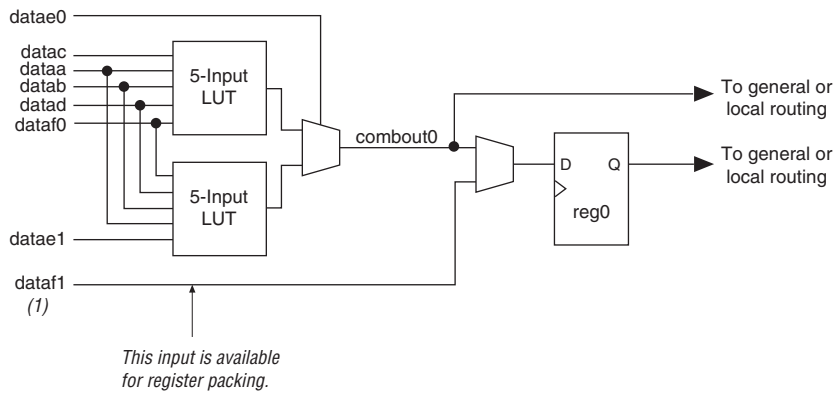 datae0
datac
dataa
datab
datad
dataf0
5-Input
LUT
combout0
To general or
local routing
To general or
local routing
D Q
reg0
5-Input
LUT
datae1
dataf1
(1)
This input is available
for register packing.